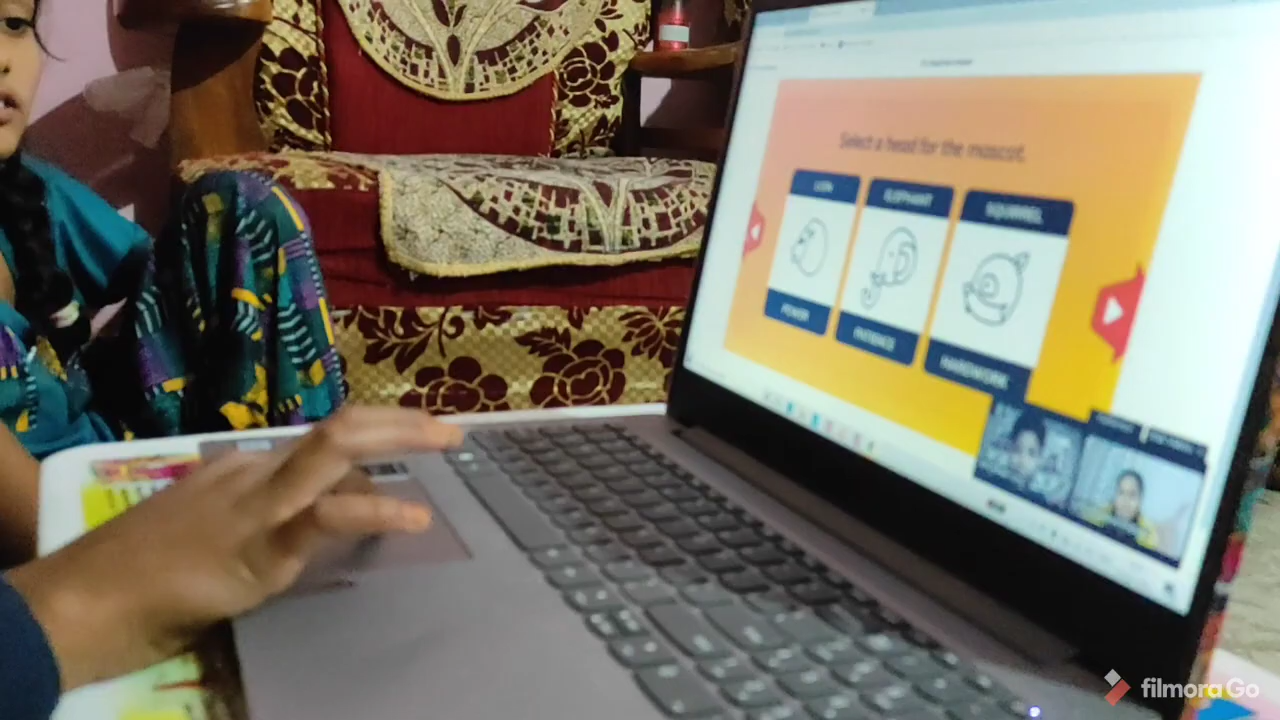 Select a head for the mascot.
LION
ELEPHANT
SQUIRREL
POWER
PATIENCE
HARDWORK
filmoraGo